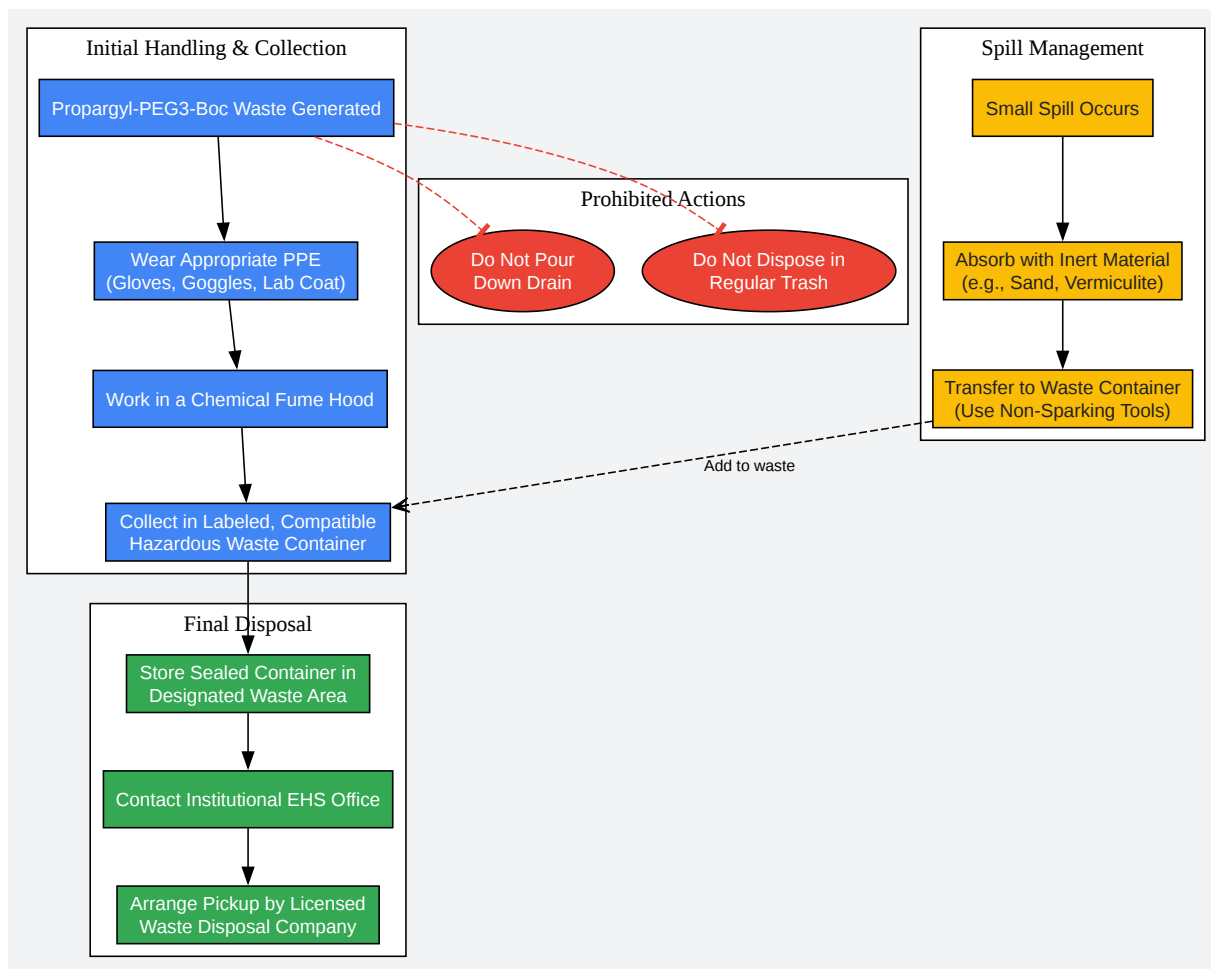 Initial Handling & Collection
Propargyl-PEG3-Boc Waste Generated
Wear Appropriate PPE
(Gloves, Goggles, Lab Coat)
Work in a Chemical Fume Hood
Collect in Labeled, Compatible
Hazardous Waste Container
Prohibited Actions
Do Not Pour
Down Drain
Do Not Dispose in
Regular Trash
Spill Management
Small Spill Occurs
Absorb with Inert Material
(e.g., Sand, Vermiculite)
Transfer to Waste Container
(Use Non-Sparking Tools)
Add to waste
Final Disposal
Store Sealed Container in
Designated Waste Area
Contact Institutional EHS Office
Arrange Pickup by Licensed
Waste Disposal Company